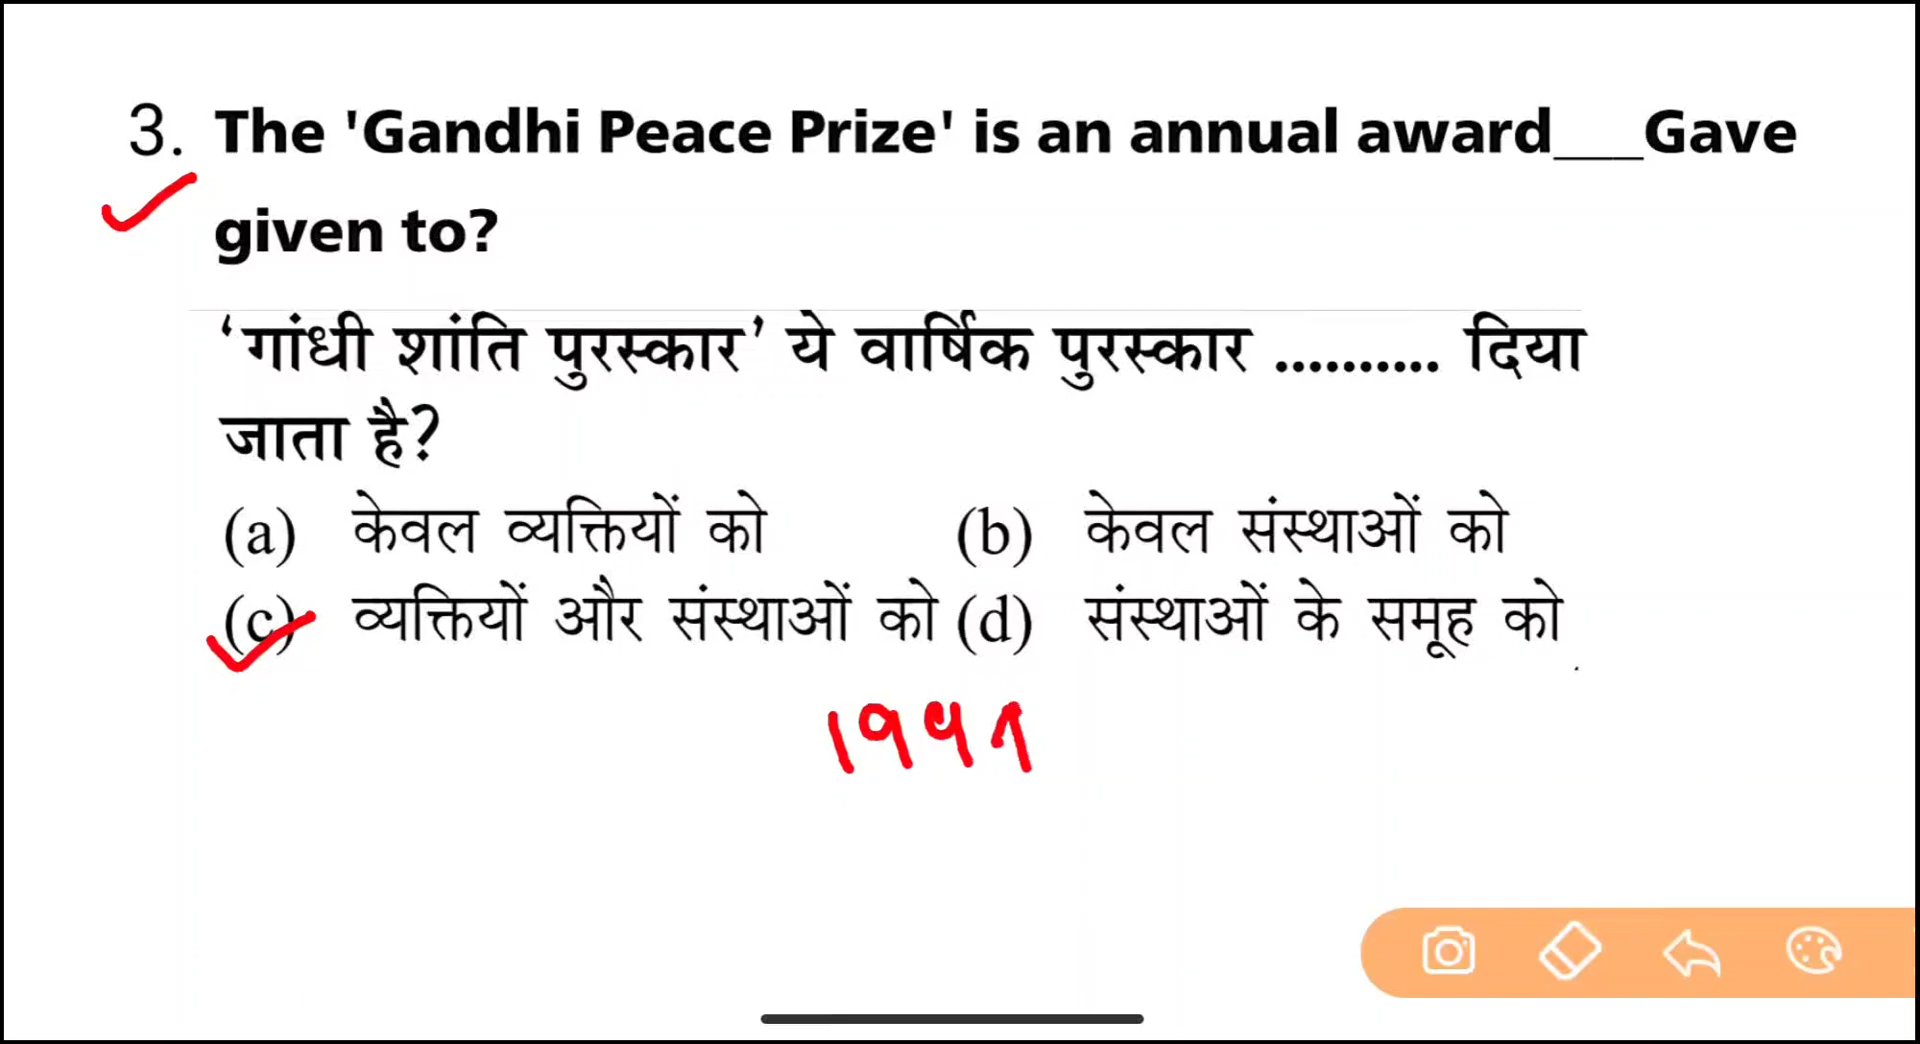 3. The 'Gandhi Peace Prize' is an annual award___Gave
given to?
‘गांधी शांति पुरस्कार’ ये वार्षिक पुरस्कार .......... दिया
जाता है?
(a) केवल व्यक्तियों को (b) केवल संस्थाओं को
(c) व्यक्तियों और संस्थाओं को (d) संस्थाओं के समूह को